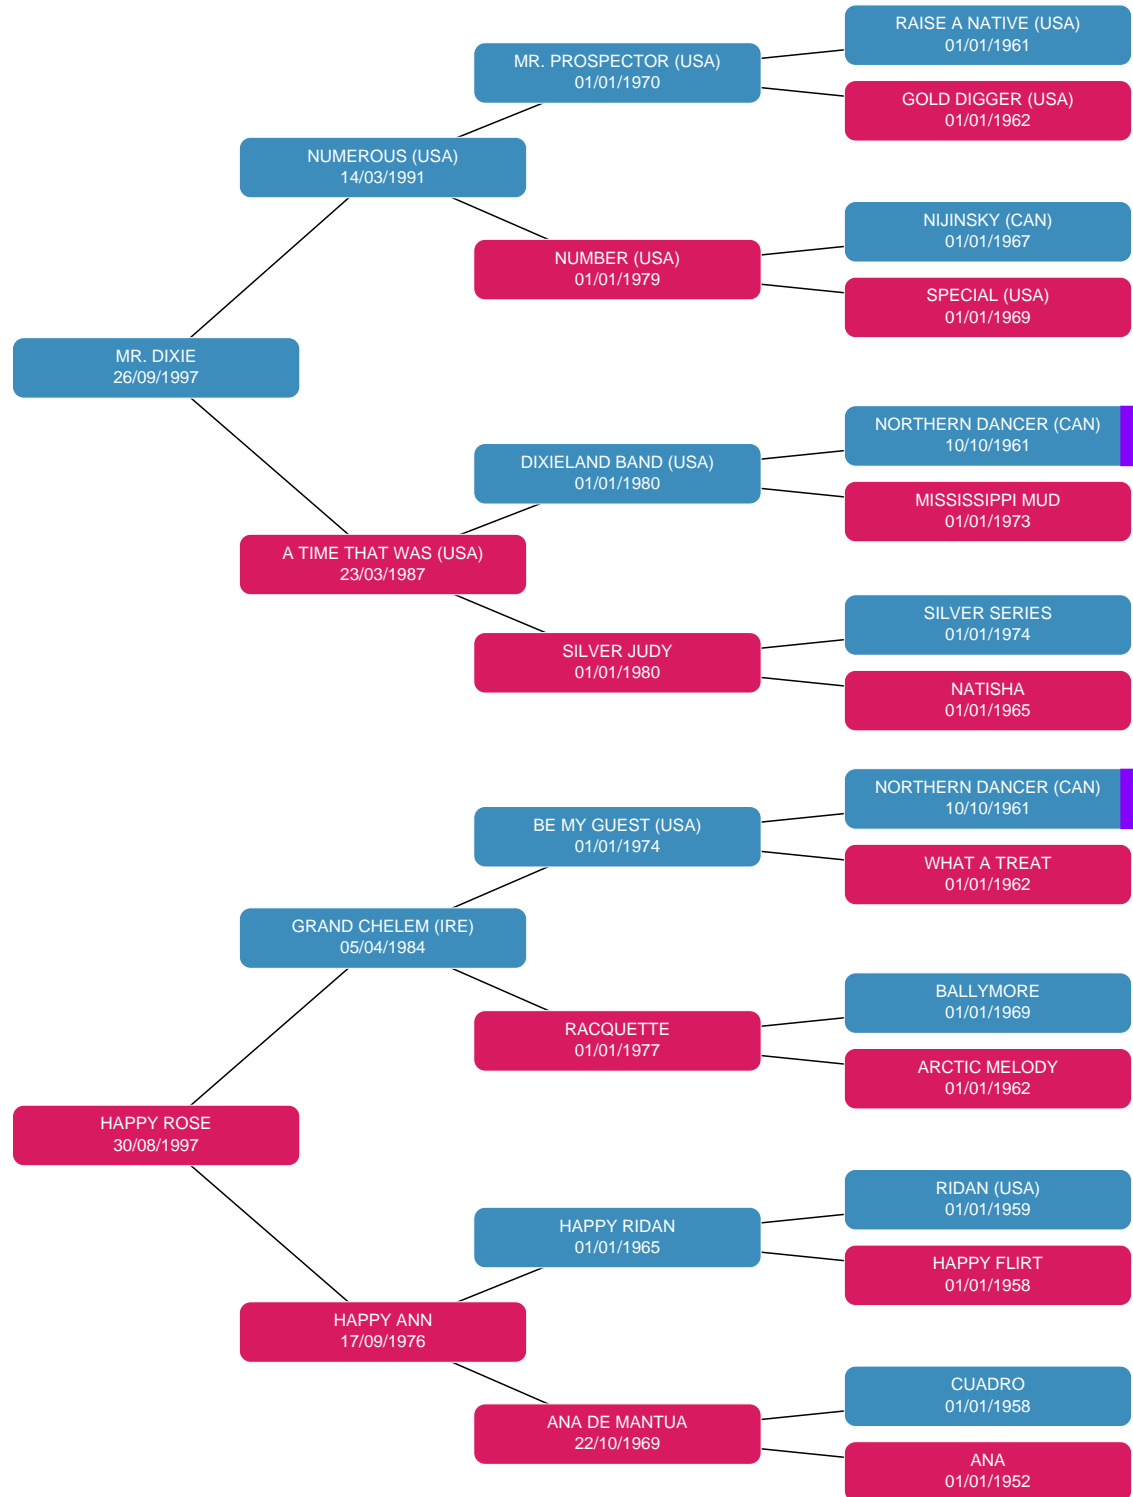 RAISE A NATIVE (USA)
01/01/1961
MR. PROSPECTOR (USA)
01/01/1970
GOLD DIGGER (USA)
01/01/1962
NUMEROUS (USA)
14/03/1991
NIJINSKY (CAN)
01/01/1967
NUMBER (USA)
01/01/1979
SPECIAL (USA)
01/01/1969
MR. DIXIE
26/09/1997
NORTHERN DANCER (CAN)
10/10/1961
DIXIELAND BAND (USA)
01/01/1980
MISSISSIPPI MUD
01/01/1973
A TIME THAT WAS (USA)
23/03/1987
SILVER SERIES
01/01/1974
SILVER JUDY
01/01/1980
NATISHA
01/01/1965
NORTHERN DANCER (CAN)
10/10/1961
BE MY GUEST (USA)
01/01/1974
WHAT A TREAT
01/01/1962
GRAND CHELEM (IRE)
05/04/1984
BALLYMORE
01/01/1969
RACQUETTE
01/01/1977
ARCTIC MELODY
01/01/1962
HAPPY ROSE
30/08/1997
RIDAN (USA)
01/01/1959
HAPPY RIDAN
01/01/1965
HAPPY FLIRT
01/01/1958
HAPPY ANN
17/09/1976
CUADRO
01/01/1958
ANA DE MANTUA
22/10/1969
ANA
01/01/1952